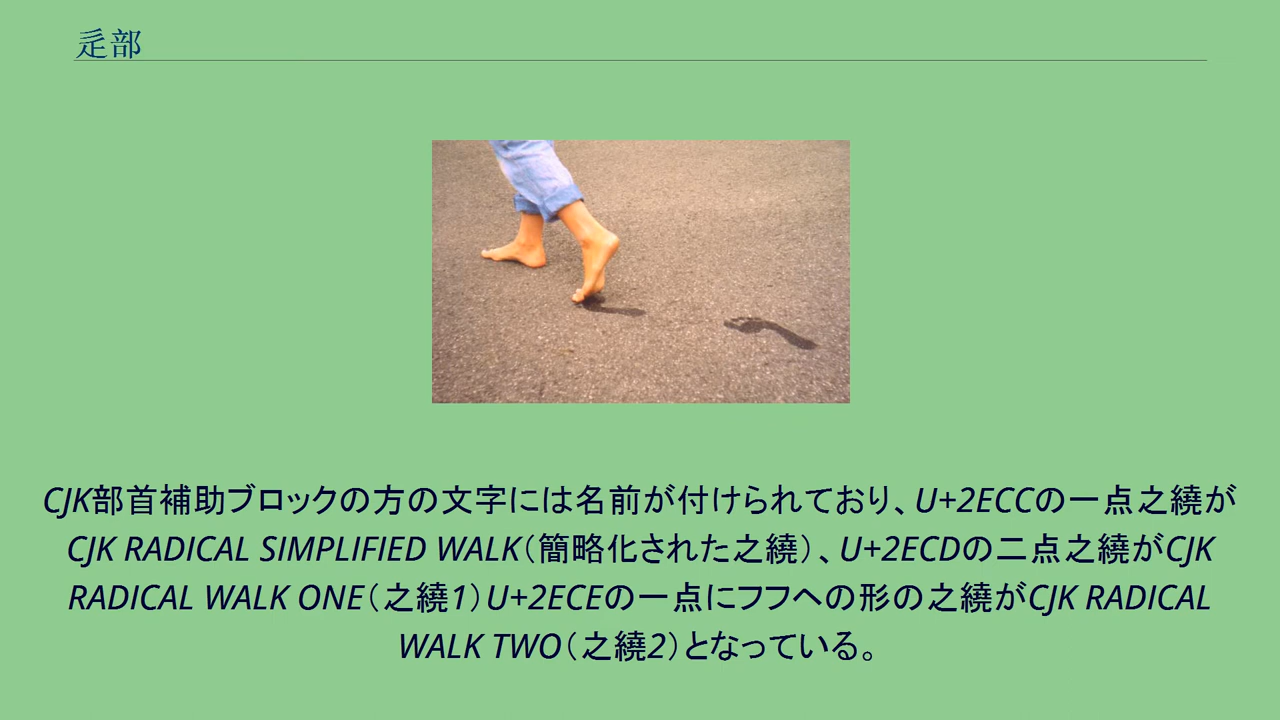 辵部
CJK部首補助ブロックの方の文字には名前が付けられており、U+2ECCの一点之繞が
CJK RADICAL SIMPLIFIED WALK（簡略化された之繞）、U+2ECDの二点之繞がCJK
RADICAL WALK ONE（之繞1）U+2ECEの一点にフフへの形の之繞がCJK RADICAL
WALK TWO（之繞2）となっている。